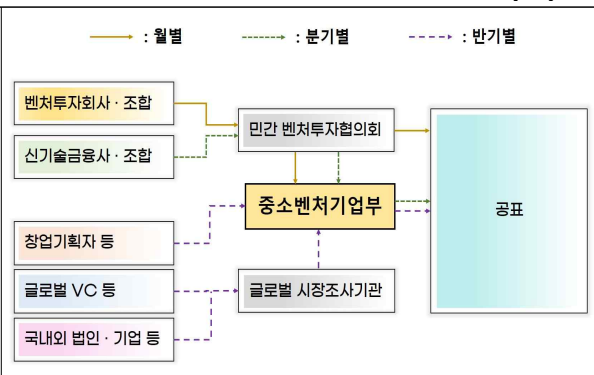 : 월별 : 분기별 : 반기별
벤처투자회사 · 조합
민간 벤처투자협의회
신기술금융사 · 조합
중소벤처기업부
공표
창업기획자 등
글로벌 VC 등
글로벌 시장조사기관
국내외 법인 · 기업 등